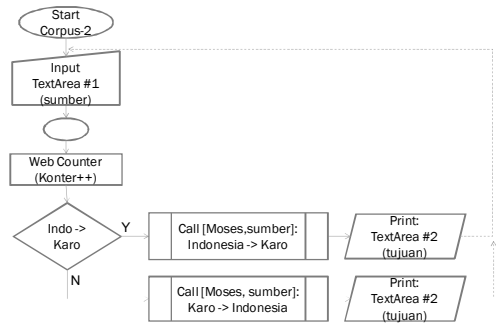 Start
Corpus-2
Input
TextArea #1
(sumber)
Web Counter
(Konter++)
Indo ->
Karo
Y
Call [Moses,sumber]:
Indonesia -> Karo
Print:
TextArea #2
(tujuan)
N
Call [Moses, sumber]:
Karo -> Indonesia
Print:
TextArea #2
(tujuan)